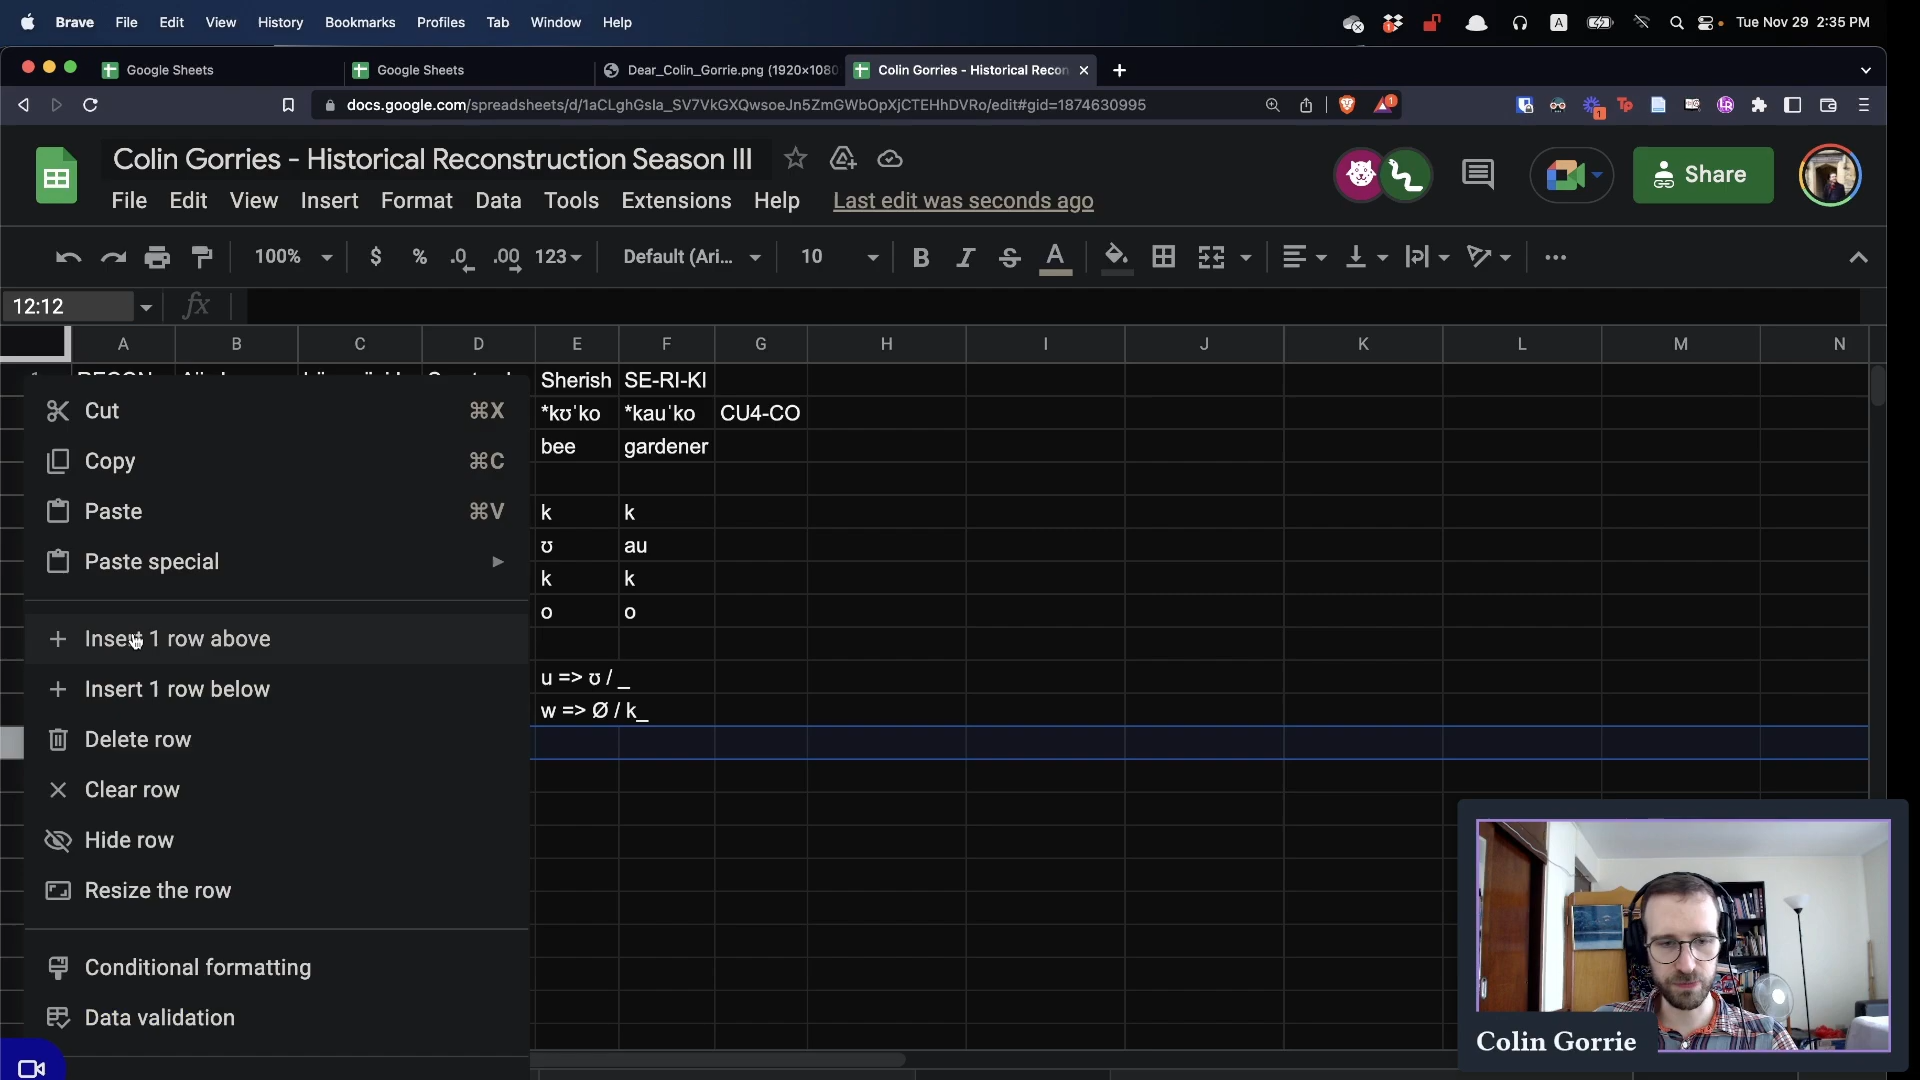 Brave File Edit View History Bookmarks Profiles Tab Window Help
A
Tue Nov 29 2:35 PM
Google Sheets
Google Sheets
Dear_Colin_Gorrie.png (1920×1080
Colin Gorries - Historical Recon
docs.google.com/spreadsheets/d/1aCLghGsla_SV7VkGXQwsoeJn5ZmGWbOpXjCTEHhDVRo/edit#gid=1874630995
Colin Gorries - Historical Reconstruction Season III
Share
File Edit View Insert Format Data Tools Extensions Help Last edit was seconds ago
100% $ % .0 .00 123 Default (Ari... 10 B I S A
12:12 fx
A B C D E F G H I J K L M N
Sherish SE-RI-KI
*kʊˈko *kauˈko CU4-CO
bee gardener
k k
ʊ au
k k
o o
u => ʊ / _
w => Ø / k_
Cut ⌘X
Copy ⌘C
Paste ⌘V
Paste special
Insert 1 row above
Insert 1 row below
Delete row
Clear row
Hide row
Resize the row
Conditional formatting
Data validation
Colin Gorrie